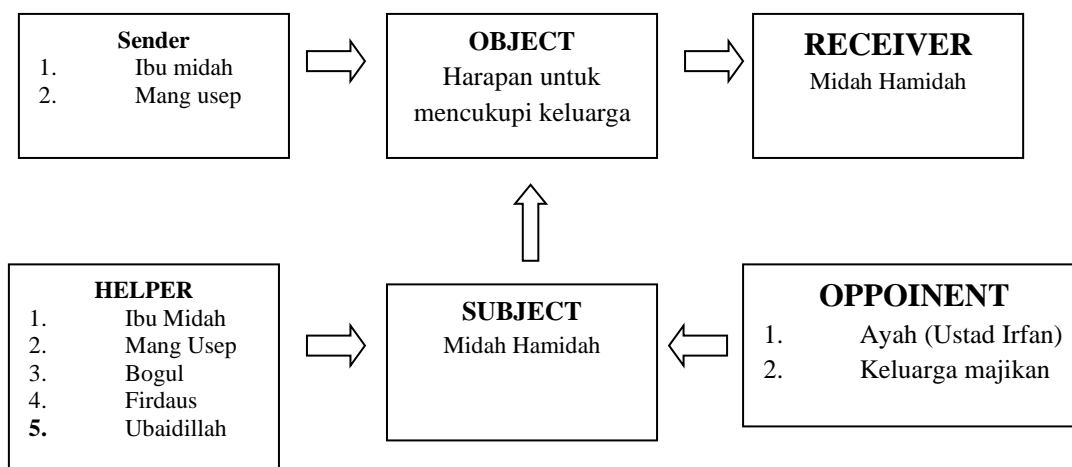 Sender
1. Ibu midah
2. Mang usep
OBJECT
Harapan untuk
mencukupi keluarga
RECEIVER
Midah Hamidah
HELPER
1. Ibu Midah
2. Mang Usep
3. Bogul
4. Firdaus
5. Ubaidillah
SUBJECT
Midah Hamidah
OPPOINENT
1. Ayah (Ustad Irfan)
2. Keluarga majikan